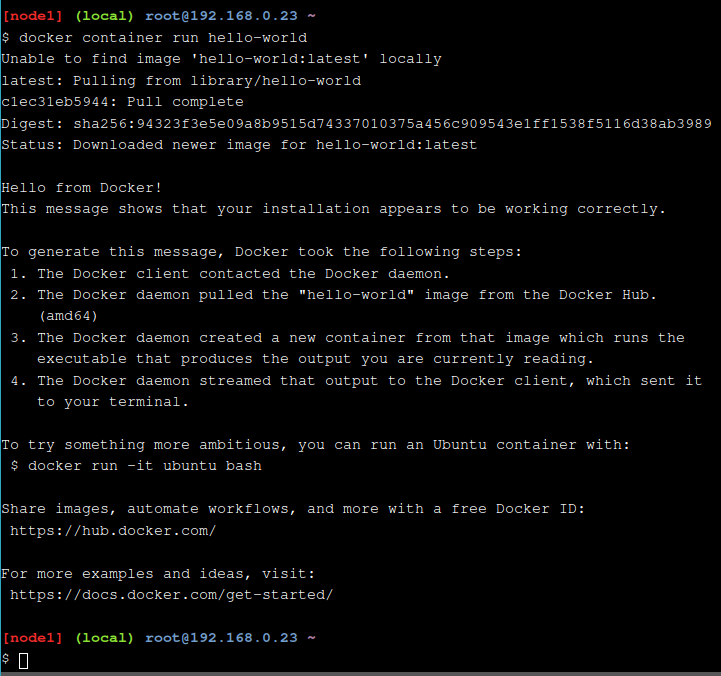 [node1] (local) root@192.168.0.23 ~
$ docker container run hello-world
Unable to find image 'hello-world:latest' locally
latest: Pulling from library/hello-world
c1ec31eb5944: Pull complete
Digest: sha256:94323f3e5e09a8b9515d74337010375a456c909543e1ff1538f5116d38ab3989
Status: Downloaded newer image for hello-world:latest

Hello from Docker!
This message shows that your installation appears to be working correctly.

To generate this message, Docker took the following steps:
 1. The Docker client contacted the Docker daemon.
 2. The Docker daemon pulled the "hello-world" image from the Docker Hub.
    (amd64)
 3. The Docker daemon created a new container from that image which runs the
    executable that produces the output you are currently reading.
 4. The Docker daemon streamed that output to the Docker client, which sent it
    to your terminal.

To try something more ambitious, you can run an Ubuntu container with:
 $ docker run -it ubuntu bash

Share images, automate workflows, and more with a free Docker ID:
 https://hub.docker.com/

For more examples and ideas, visit:
 https://docs.docker.com/get-started/

[node1] (local) root@192.168.0.23 ~
$